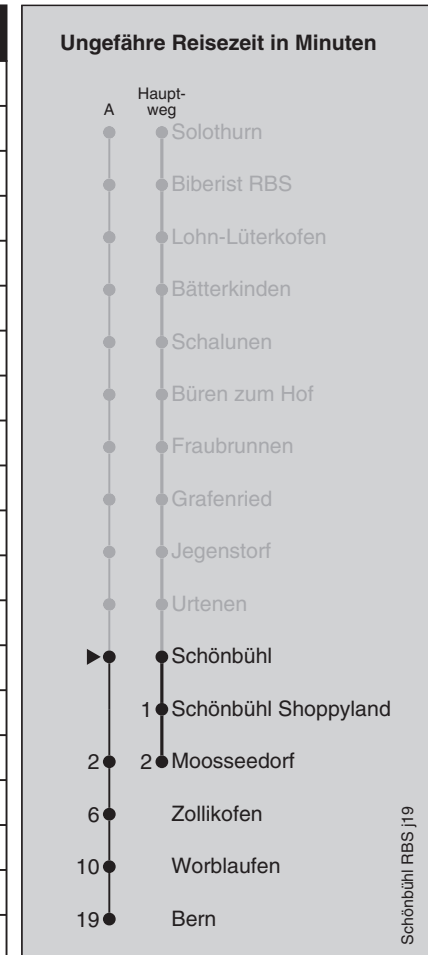 Ungefähre Reisezeit in Minuten
A
Haupt-
weg
Solothurn
Biberist RBS
Lohn-Lüterkofen
Bätterkinden
Schalunen
Büren zum Hof
Fraubrunnen
Grafenried
Jegenstorf
Urtenen
Schönbühl
1 Schönbühl Shoppyland
2 2 Moosseedorf
6 Zollikofen
10 Worblaufen
19 Bern
Schönbühl RBS j19